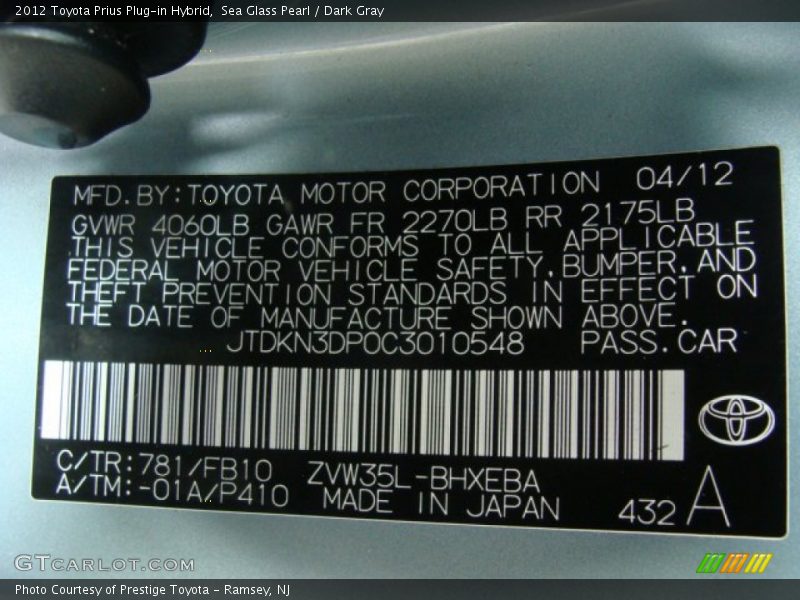 2012 Toyota Prius Plug-in Hybrid, Sea Glass Pearl / Dark Gray
MFD.BY:TOYOTA MOTOR CORPORATION 04/12
GVWR 4060LB GAWR FR 2270LB RR 2175LB
THIS VEHICLE CONFORMS TO ALL APPLICABLE
FEDERAL MOTOR VEHICLE SAFETY,BUMPER,AND
THEFT PREVENTION STANDARDS IN EFFECT ON
THE DATE OF MANUFACTURE SHOWN ABOVE.
JTDKN3DP0C3010548 PASS.CAR
C/TR:781/FB10 ZVW35L-BHXEBA
A/TM:-01A/P410 MADE IN JAPAN 432 A
GTCARLOT.COM
Photo Courtesy of Prestige Toyota - Ramsey, NJ